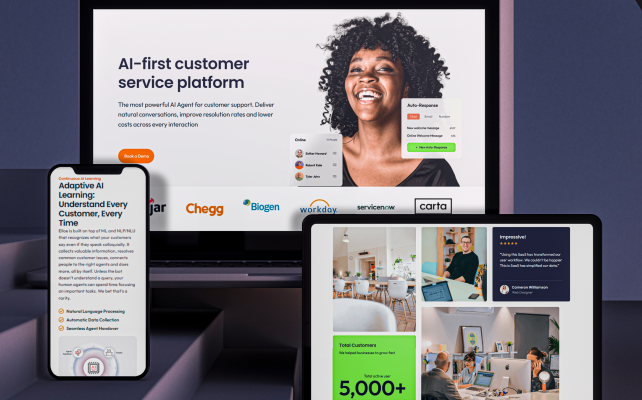 AI-first customer
service platform
The most powerful AI Agent for customer support. Deliver
natural conversations, improve resolution rates and lower
costs across every interaction
Book a Demo
Online
Auto-Response
New welcome message
Online Welcome Message
jar
Chegg
Biogen
workday
servicenow
carta
Continuous AI Learning
Adaptive AI
Learning:
Understand Every
Customer, Every
Time
is built on top of ML and NLP/NLU
that recognizes what your customers
say even if they speak colloquially. It
collects valuable information, resolves
common customer issues, connects
people to the right agents and does
more, all by itself. Unless the bot
doesn't understand a query, your
human agents can spend time focusing
on important tasks. We bet that's a
rarity.
Natural Language Processing
Automatic Data Collection
Seamless Agent Handover
Impressive!
"Using this SaaS has transformed our
user workflow. We couldn't be happier
This is SaaS has simplified our data."
Cameron Williamson
Total Customers
We helped businesses to grow fast
Total active user
5,000+